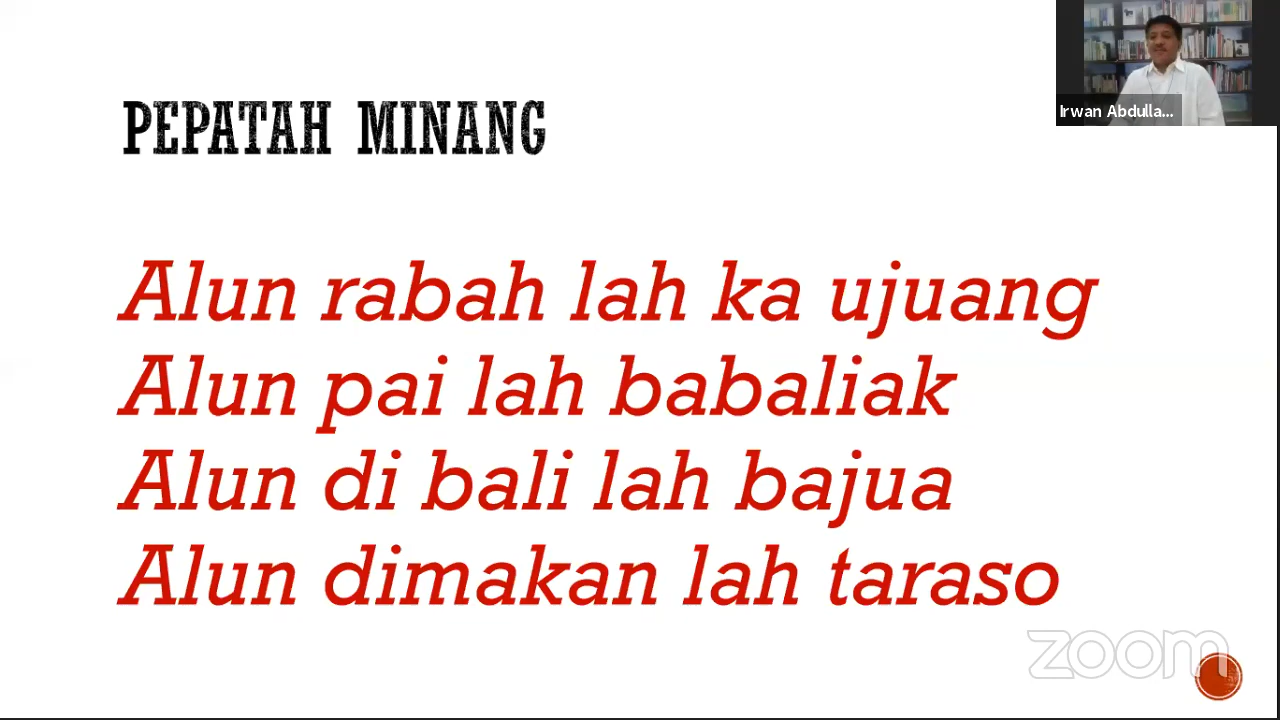 Irwan Abdulla...
PEPATAH MINANG
Alun rabah lah ka ujuang
Alun pai lah babaliak
Alun di bali lah bajua
Alun dimakan lah taraso
zoom